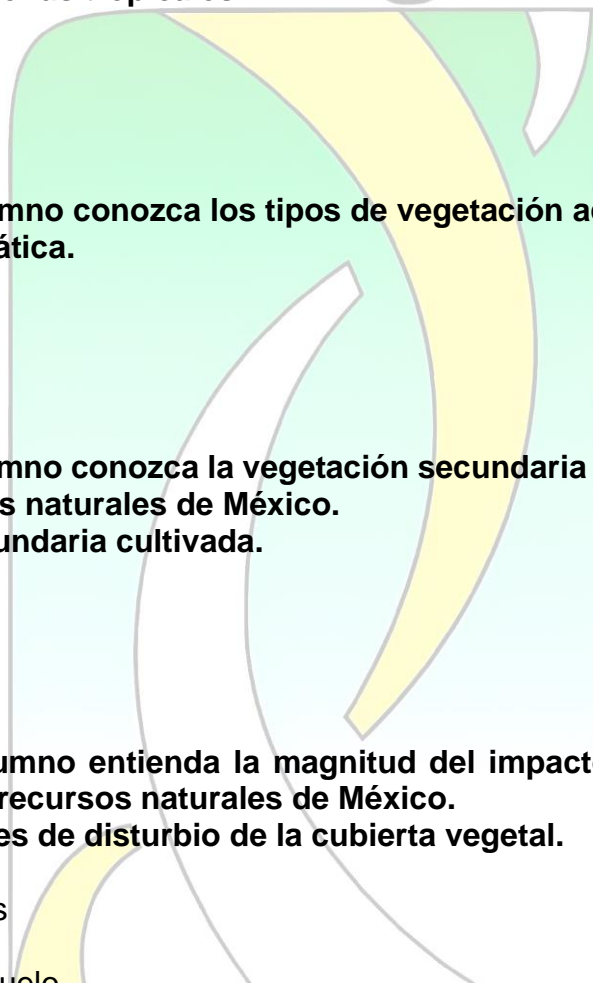 mno conozca los tipos de vegetación a
ática.
mno conozca la vegetación secundaria
s naturales de México.
undaria cultivada.
umno entienda la magnitud del impact
recursos naturales de México.
es de disturbio de la cubierta vegetal.
s
uelo